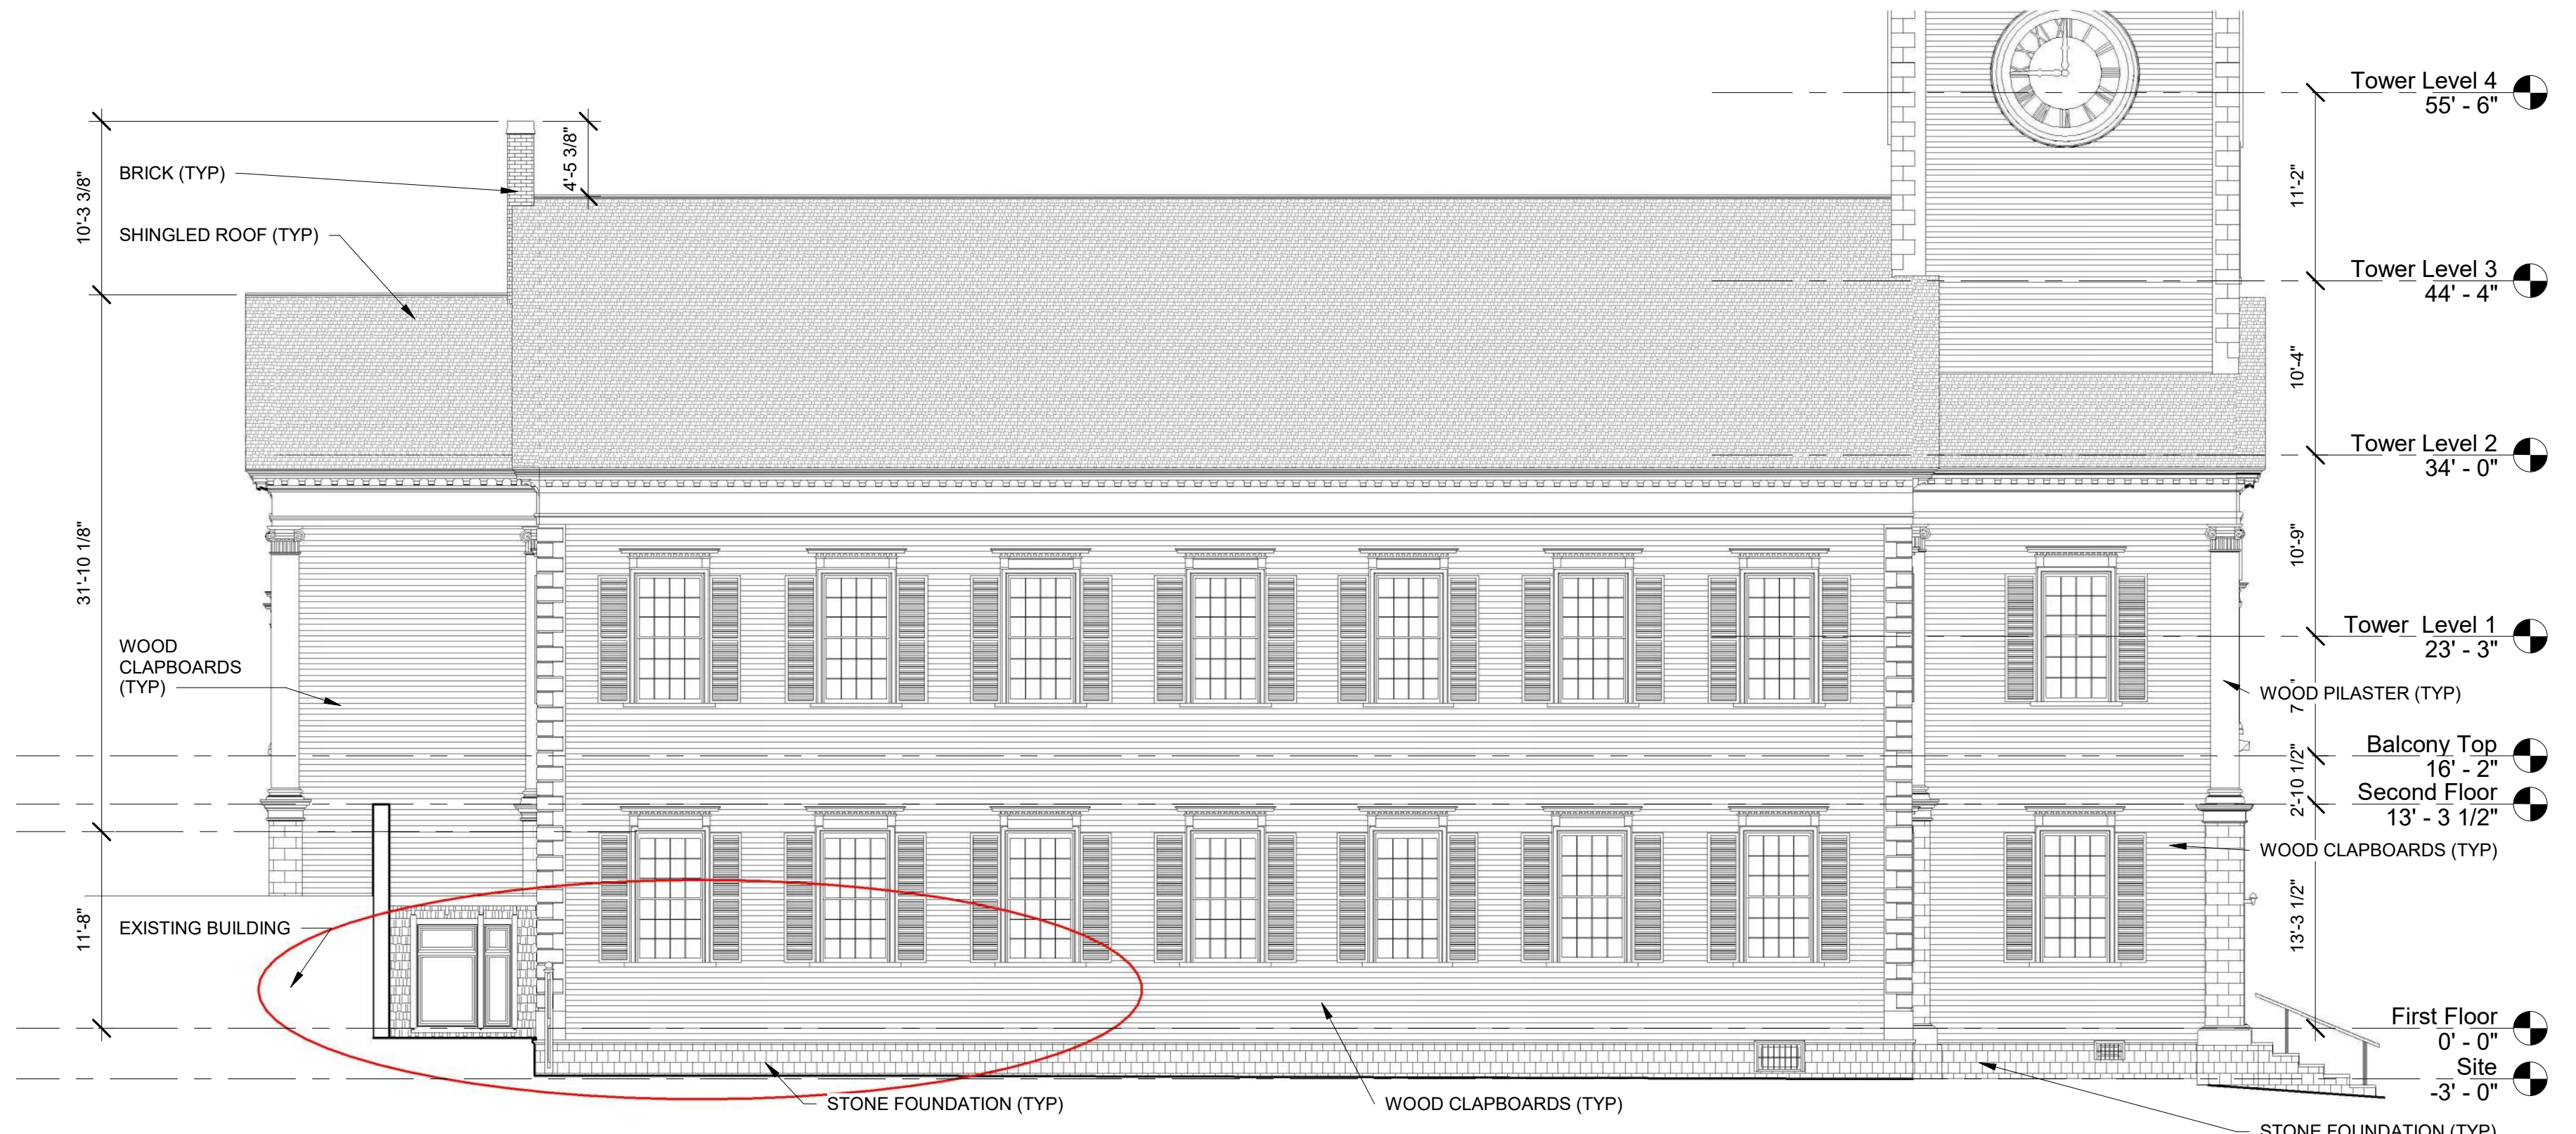 Tower Level 4
55' - 6"
4'-5 3/8"
BRICK (TYP)
10'-3 3/8"
11'-2"
SHINGLED ROOF (TYP)
Tower Level 3
44' - 4"
10'-4"
Tower Level 2
34' - 0"
10'-9"
31'-10 1/8"
Tower Level 1
23' - 3"
WOOD
CLAPBOARDS
(TYP)
WOOD PILASTER (TYP)
Balcony Top
16' - 2"
2'-10 1/2"
Second Floor
13' - 3 1/2"
WOOD CLAPBOARDS (TYP)
EXISTING BUILDING
11'-8"
13'-3 1/2"
First Floor
0' - 0"
Site
-3' - 0"
STONE FOUNDATION (TYP)
WOOD CLAPBOARDS (TYP)
STONE FOUNDATION (TYP)